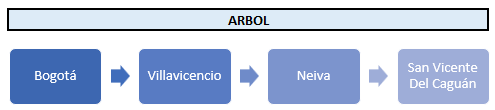 ARBOL
Bogotá
Villavicencio
Neiva
San Vicente
Del Caguán